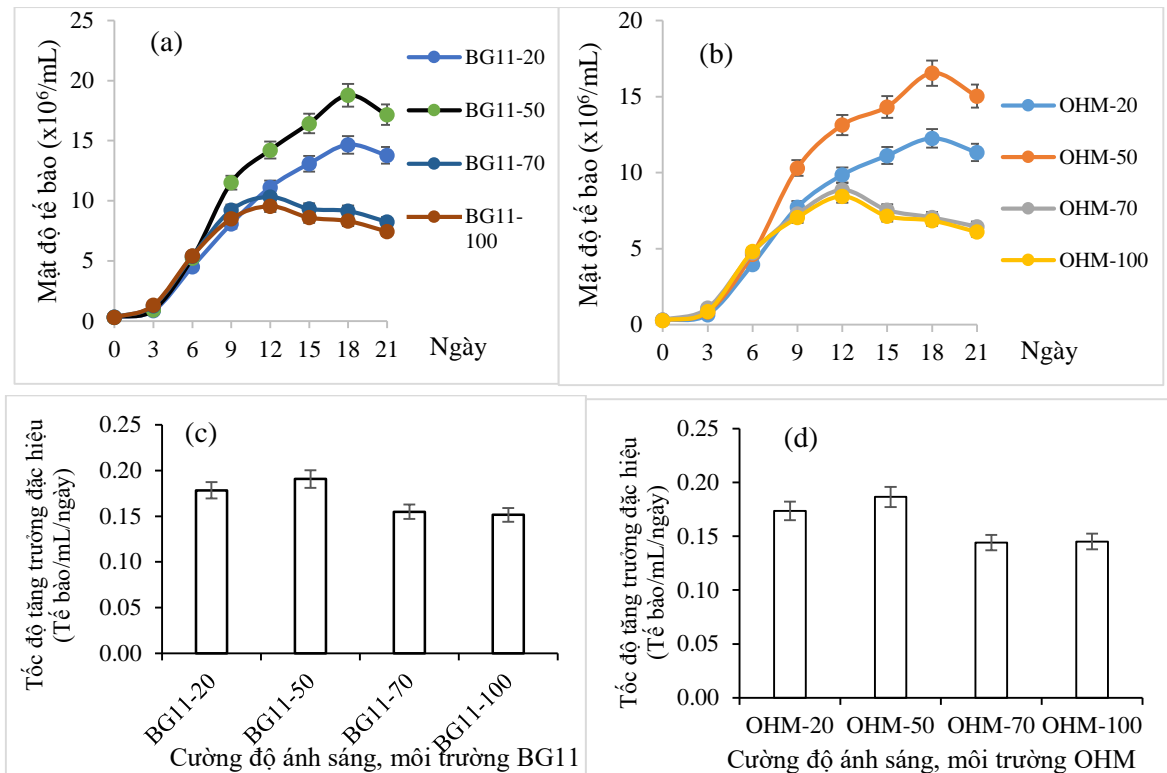 (a)
Mật độ tế bào (x10⁶/mL)
25
20
15
10
5
0
0 3 6 9 12 15 18 21
Ngày
BG11-20
BG11-50
BG11-70
BG11-
100
(b)
Mật độ tế bào (x10⁶/mL)
20
15
10
5
0
0 3 6 9 12 15 18 21
Ngày
OHM-20
OHM-50
OHM-70
OHM-100
(c)
Tốc độ tăng trưởng đặc hiệu
(Tế bào/mL/ngày)
0.25
0.20
0.15
0.10
0.05
0.00
BG11-20
BG11-50
BG11-70
BG11-100
Cường độ ánh sáng, môi trường BG11
(d)
Tốc độ tăng trưởng đặc hiệu
(Tế bào/mL/ngày)
0.25
0.20
0.15
0.10
0.05
0.00
OHM-20 OHM-50 OHM-70 OHM-100
Cường độ ánh sáng, môi trường OHM